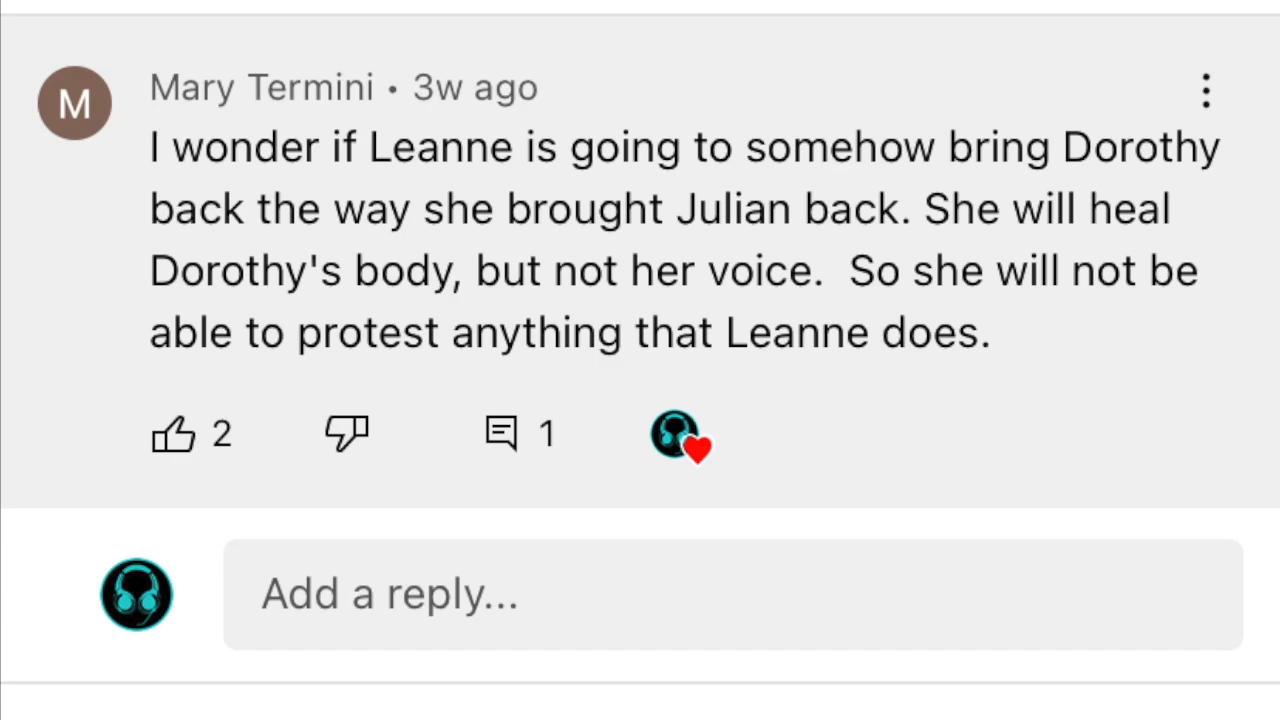 M
Mary Termini • 3w ago
I wonder if Leanne is going to somehow bring Dorothy
back the way she brought Julian back. She will heal
Dorothy's body, but not her voice.  So she will not be
able to protest anything that Leanne does.
2
1
Add a reply...